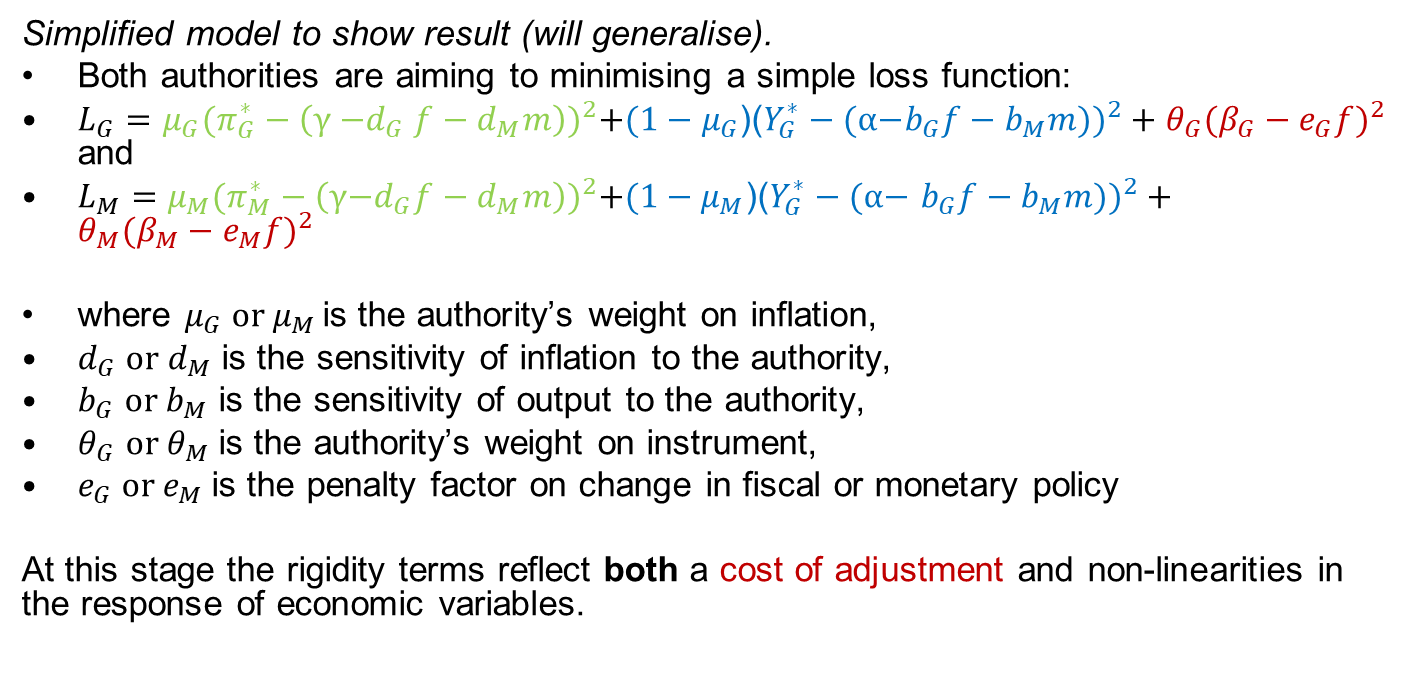 Simplified model to show result (will generalise).
• Both authorities are aiming to minimising a simple loss function:
• L_G = μ_G(π_G^* − (γ −d_G f − d_M m))^2+(1 − μ_G)(Y_G^* − (α−b_G f − b_M m))^2 + θ_G(β_G − e_G f)^2
and
• L_M = μ_M(π_M^* − (γ−d_G f − d_M m))^2+(1 − μ_M)(Y_G^* − (α− b_G f − b_M m))^2 +
θ_M(β_M − e_M f)^2
• where μ_G or μ_M is the authority's weight on inflation,
• d_G or d_M is the sensitivity of inflation to the authority,
• b_G or b_M is the sensitivity of output to the authority,
• θ_G or θ_M is the authority's weight on instrument,
• e_G or e_M is the penalty factor on change in fiscal or monetary policy
At this stage the rigidity terms reflect both a cost of adjustment and non-linearities in
the response of economic variables.